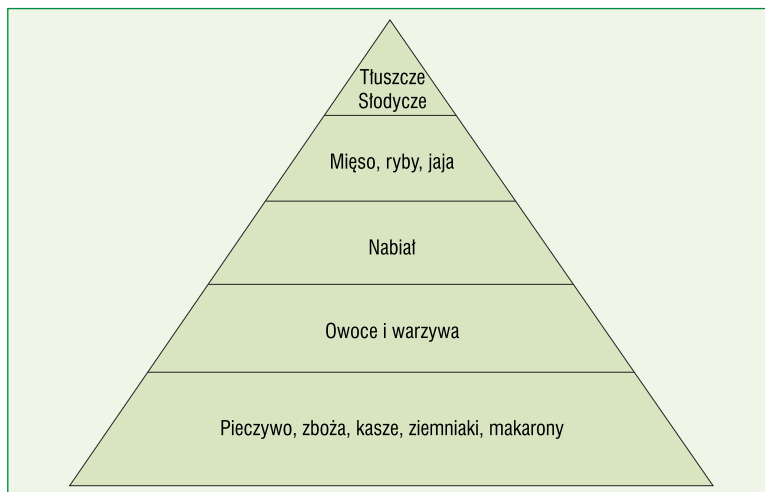 Tłuszcze
Słodycze
Mięso, ryby, jaja
Nabiał
Owoce i warzywa
Pieczywo, zboża, kasze, ziemniaki, makarony